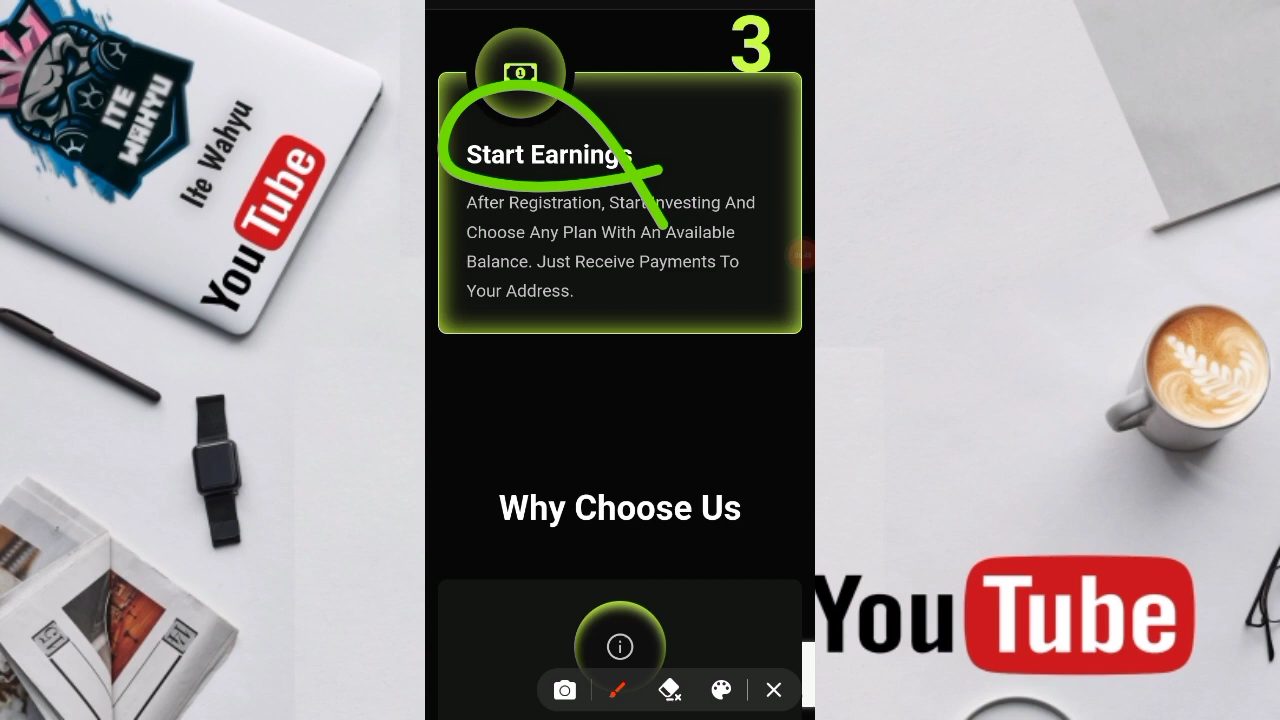 ITE
WAHYU
Ite Wahyu
YouTube
3
1
Start Earnings
After Registration, Start Investing And
Choose Any Plan With An Available
Balance. Just Receive Payments To
Your Address.
Why Choose Us
i
YouTube